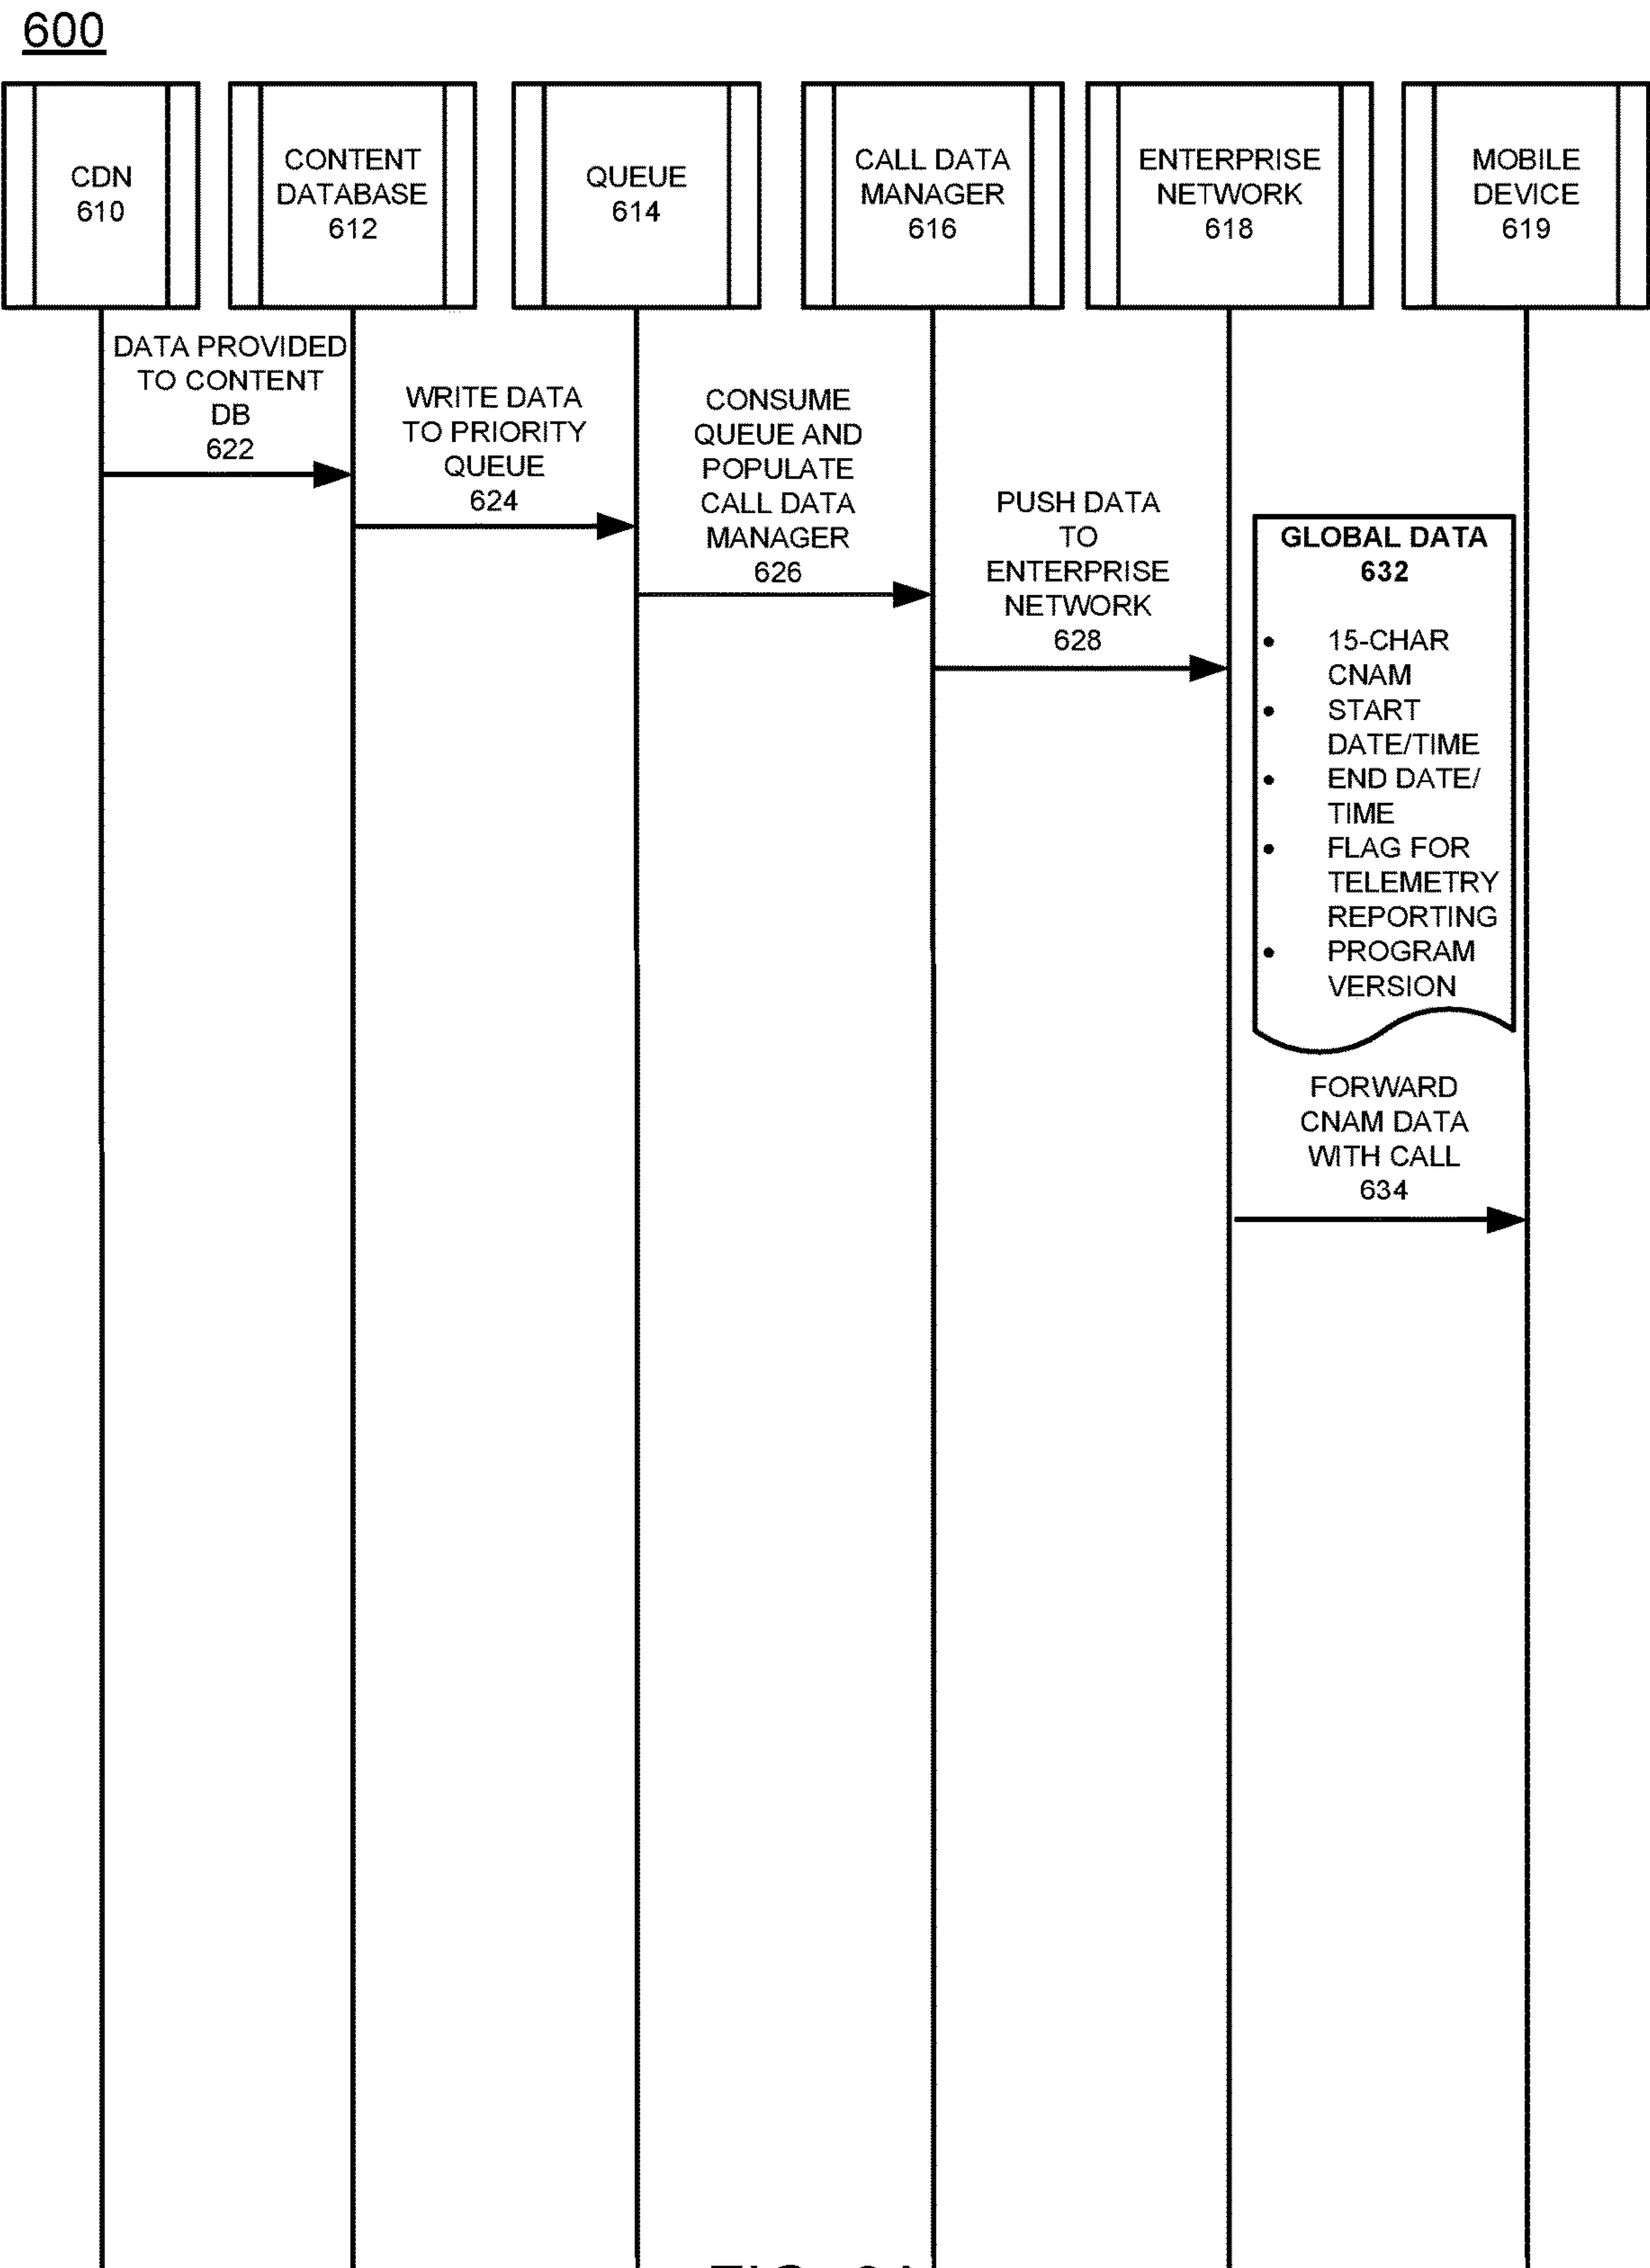 600
CDN
610
CONTENT
DATABASE
612
QUEUE
614
CALL DATA
MANAGER
616
ENTERPRISE
NETWORK
618
MOBILE
DEVICE
619
DATA PROVIDED
TO CONTENT
DB
622
WRITE DATA
TO PRIORITY
QUEUE
624
CONSUME
QUEUE AND
POPULATE
CALL DATA
MANAGER
626
PUSH DATA
TO
ENTERPRISE
NETWORK
628
GLOBAL DATA
632
• 15-CHAR
CNAM
• START
DATE/TIME
• END DATE/
TIME
• FLAG FOR
TELEMETRY
REPORTING
• PROGRAM
VERSION
FORWARD
CNAM DATA
WITH CALL
634